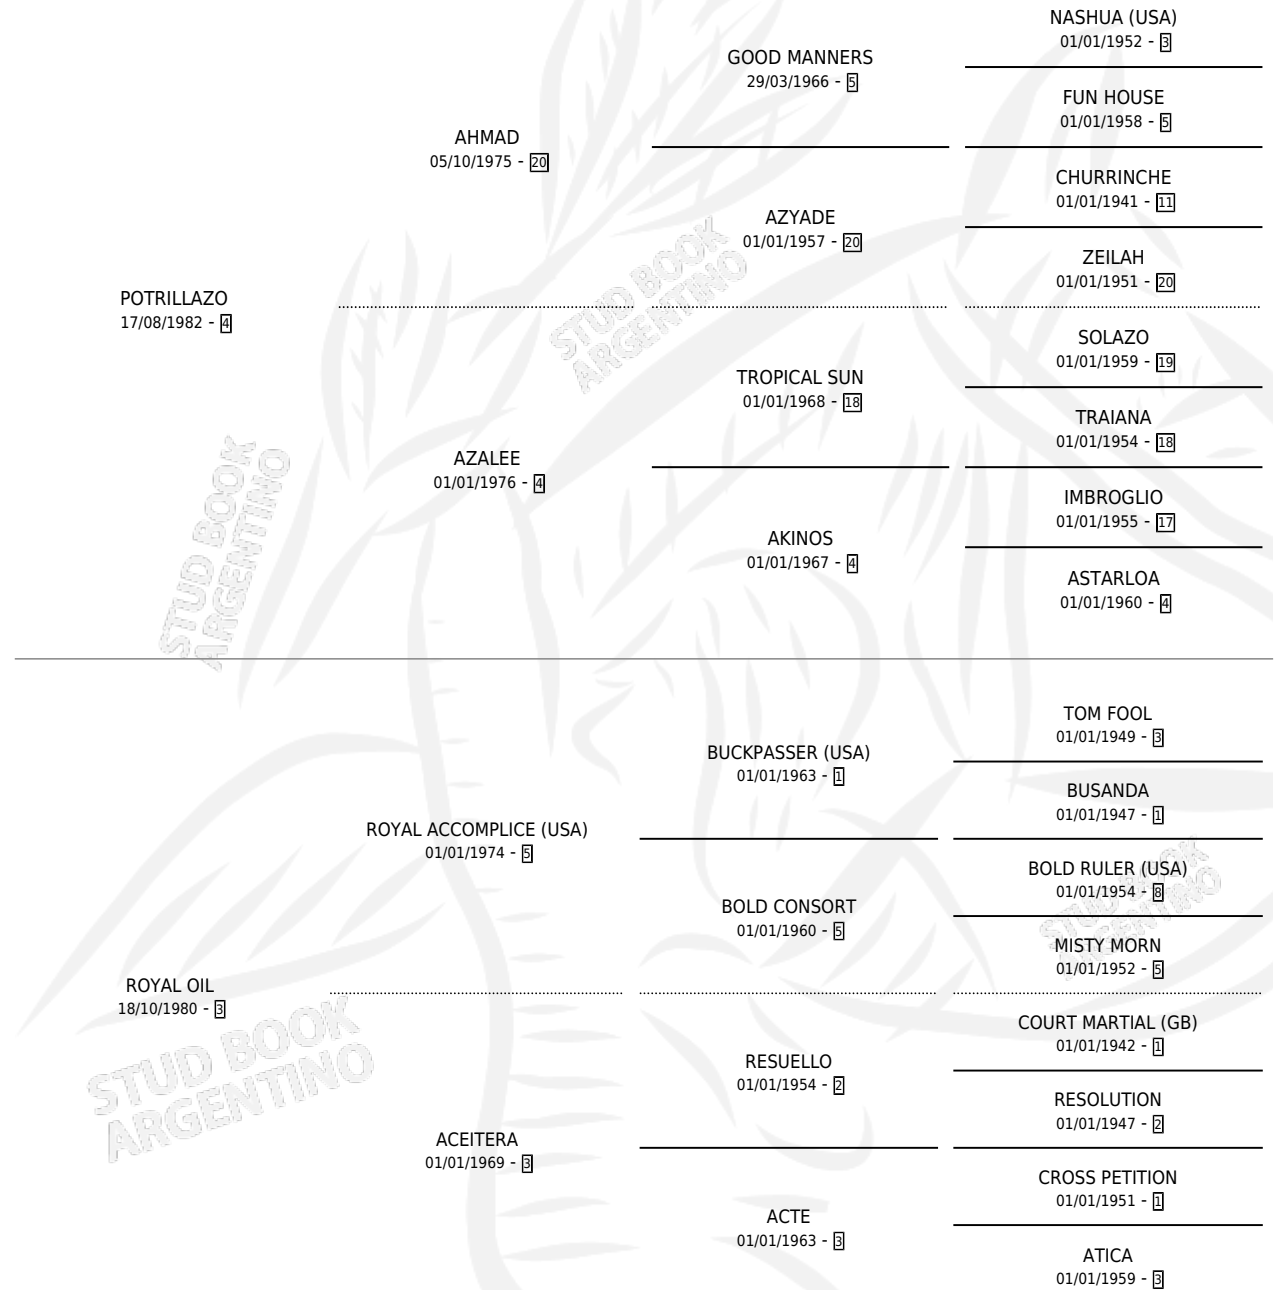 NASHUA (USA)
01/01/1952 - 3
GOOD MANNERS
29/03/1966 - 5
FUN HOUSE
01/01/1958 - 5
AHMAD
05/10/1975 - 20
CHURRINCHE
01/01/1941 - 11
AZYADE
01/01/1957 - 20
ZEILAH
01/01/1951 - 20
POTRILLAZO
17/08/1982 - 4
STUD BOOK
ARGENTINO
SOLAZO
01/01/1959 - 19
TROPICAL SUN
01/01/1968 - 18
TRAIANA
01/01/1954 - 18
AZALEE
01/01/1976 - 4
IMBROGLIO
01/01/1955 - 17
AKINOS
01/01/1967 - 4
ASTARLOA
01/01/1960 - 4
STUD BOOK
ARGENTINO
TOM FOOL
01/01/1949 - 3
BUCKPASSER (USA)
01/01/1963 - 1
BUSANDA
01/01/1947 - 1
ROYAL ACCOMPLICE (USA)
01/01/1974 - 5
BOLD RULER (USA)
01/01/1954 - 8
BOLD CONSORT
01/01/1960 - 5
STUD BOOK
ARGENTINO
MISTY MORN
01/01/1952 - 5
ROYAL OIL
18/10/1980 - 3
STUD BOOK
ARGENTINO
COURT MARTIAL (GB)
01/01/1942 - 1
RESUELLO
01/01/1954 - 2
RESOLUTION
01/01/1947 - 2
ACEITERA
01/01/1969 - 3
CROSS PETITION
01/01/1951 - 1
ACTE
01/01/1963 - 3
ATICA
01/01/1959 - 3